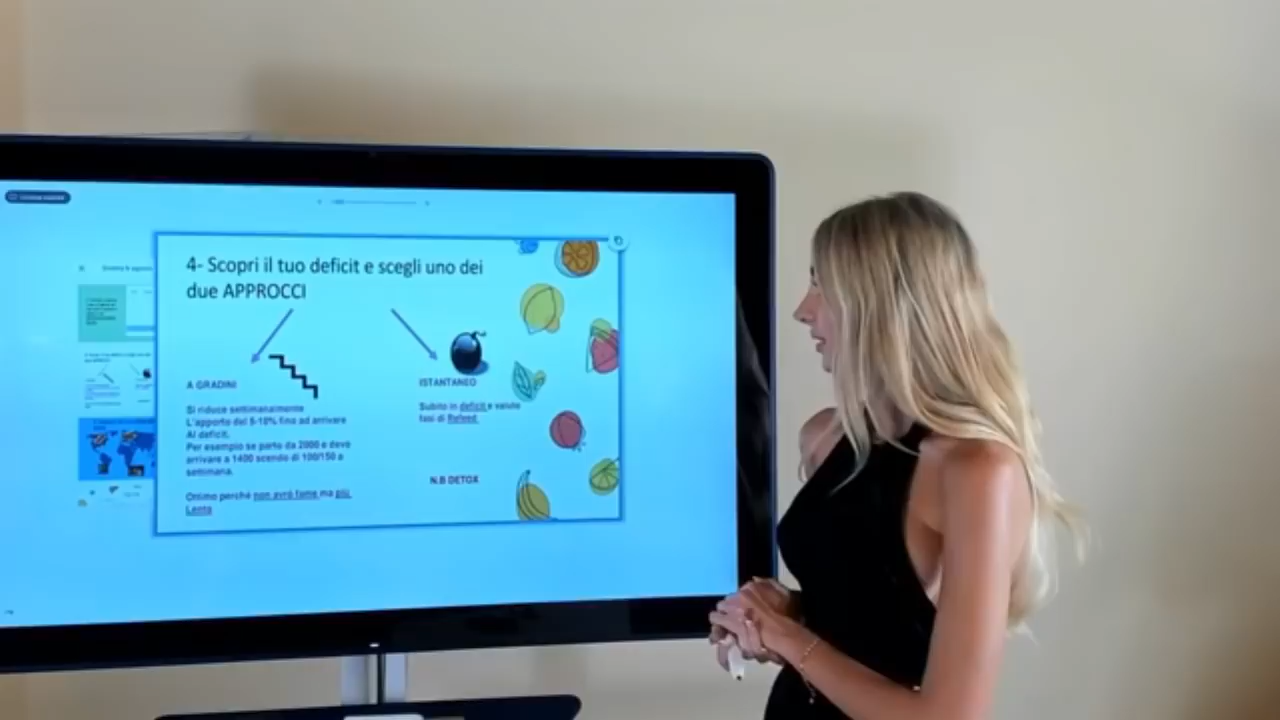 4- Scopri il tuo deficit e scegli uno dei
due APPROCCI
A GRADINI
Si riduce settimanalmente
L'apporto del 5-10% fino ad arrivare
Al deficit.
Per esempio se parto da 2000 e devo
arrivare a 1400 scendo di 100/150 a
settimana.
Ottimo perché non avrò fame ma più
Lento
ISTANTANEO
Subito in deficit e valuto
fasi di Refeed
N.B DETOX